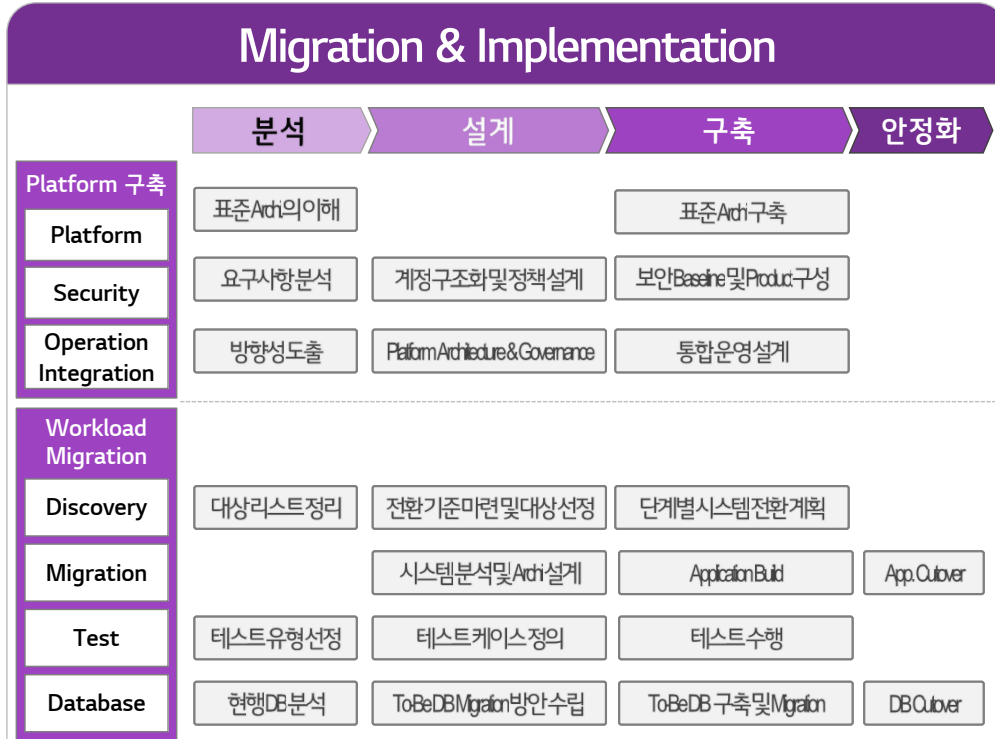 Migration & Implementation
분석
설계
구축
안정화
Platform 구축
Platform
표준Archi의이해
표준Archi구축
Security
요구사항분석
계정구조화및정책설계
보안Baseline및Product구성
Operation
Integration
방향성도출
Platform Architecture & Governance
통합운영설계
Workload
Migration
Discovery
대상리스트정리
전환기준마련및대상선정
단계별시스템전환계획
Migration
시스템분석및Archi설계
Application Build
App. Cutover
Test
테스트유형선정
테스트케이스정의
테스트수행
Database
현행DB분석
To-Be DB Migration방안수립
To-Be DB 구축및Migration
DB Cutover